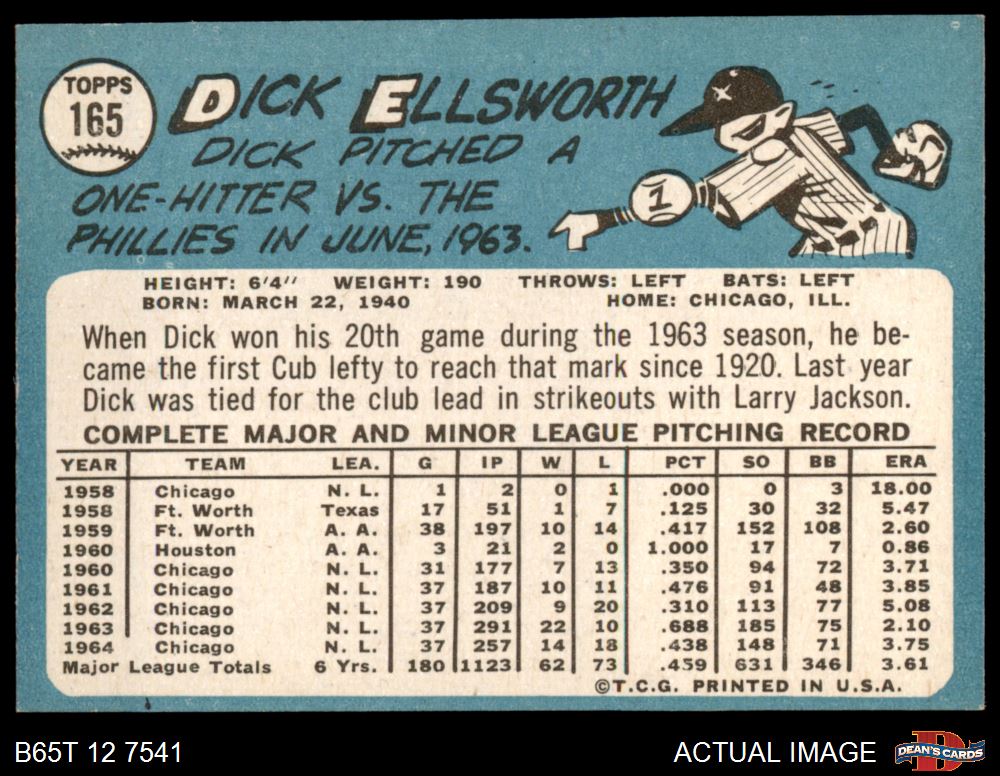 TOPPS
165
DICK ELLSWORTH
DICK PITCHED A
ONE-HITTER VS. THE
PHILLIES IN JUNE, 1963.
1
HEIGHT: 6'4" WEIGHT: 190 THROWS: LEFT BATS: LEFT
BORN: MARCH 22, 1940 HOME: CHICAGO, ILL.
When Dick won his 20th game during the 1963 season, he be-
came the first Cub lefty to reach that mark since 1920. Last year
Dick was tied for the club lead in strikeouts with Larry Jackson.
COMPLETE MAJOR AND MINOR LEAGUE PITCHING RECORD
YEAR TEAM LEA. G IP W L PCT SO BB ERA
1958 Chicago N. L. 1 2 0 1 .000 0 3 18.00
1958 Ft. Worth Texas 17 51 1 7 .125 30 32 5.47
1959 Ft. Worth A. A. 38 197 10 14 .417 152 108 2.60
1960 Houston A. A. 3 21 2 0 1.000 17 7 0.86
1960 Chicago N. L. 31 177 7 13 .350 94 72 3.71
1961 Chicago N. L. 37 187 10 11 .476 91 48 3.85
1962 Chicago N. L. 37 209 9 20 .310 113 77 5.08
1963 Chicago N. L. 37 291 22 10 .688 185 75 2.10
1964 Chicago N. L. 37 257 14 18 .438 148 71 3.75
Major League Totals 6 Yrs. 180 1123 62 73 .459 631 346 3.61
©T.C.G. PRINTED IN U.S.A.
B65T 12 7541
ACTUAL IMAGE
DEAN'S CARDS